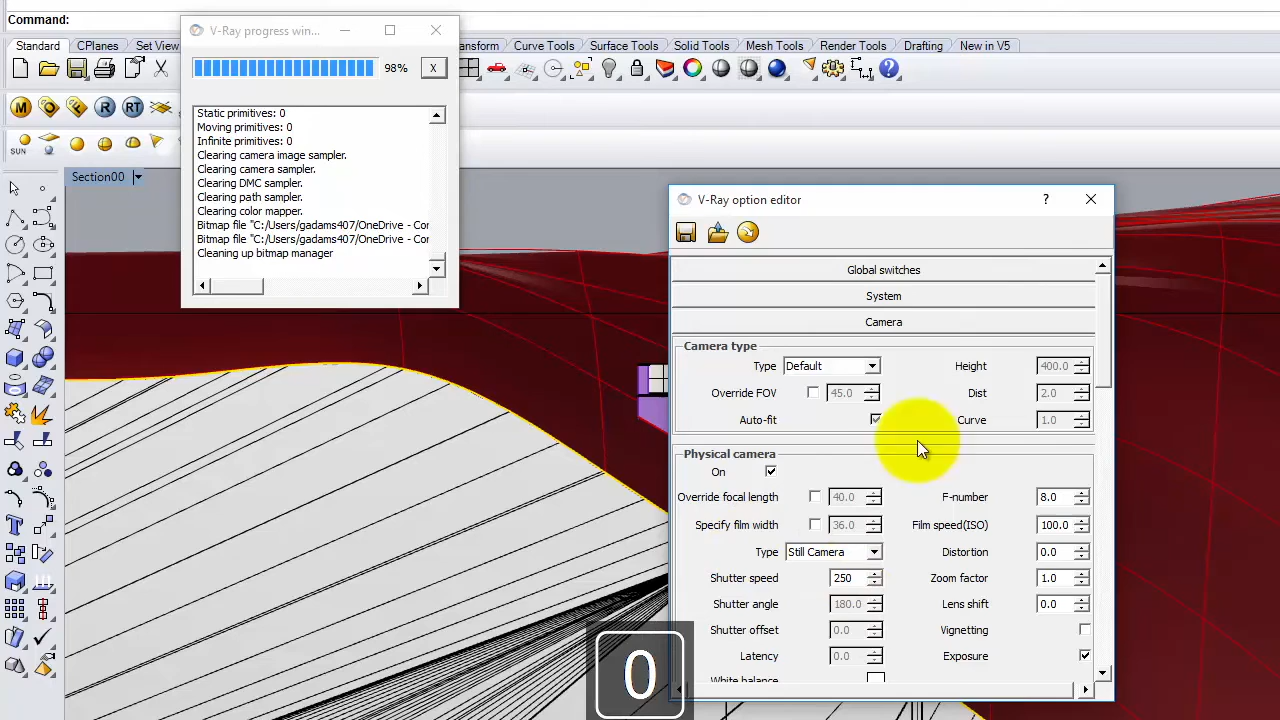 Command:
V-Ray progress win...
Standard CPlanes Set View ansform Curve Tools Surface Tools Solid Tools Mesh Tools Render Tools Drafting New in V5
98% X
M O F R RT
SUN
Static primitives: 0
Moving primitives: 0
Infinite primitives: 0
Clearing camera image sampler.
Clearing camera sampler.
Clearing DMC sampler.
Clearing path sampler.
Clearing color mapper.
Bitmap file "C:/Users/gadams407/OneDrive - Cor
Bitmap file "C:/Users/gadams407/OneDrive - Cor
Cleaning up bitmap manager
Section00
V-Ray option editor ?
Global switches
System
Camera
Camera type
Type Default Height 400.0
Override FOV 45.0 Dist 2.0
Auto-fit Curve 1.0
Physical camera
On
Override focal length 40.0 F-number 8.0
Specify film width 36.0 Film speed(ISO) 100.0
Type Still Camera Distortion 0.0
Shutter speed 250 Zoom factor 1.0
Shutter angle 180.0 Lens shift 0.0
Shutter offset 0.0 Vignetting
Latency 0.0 Exposure
White balance
0